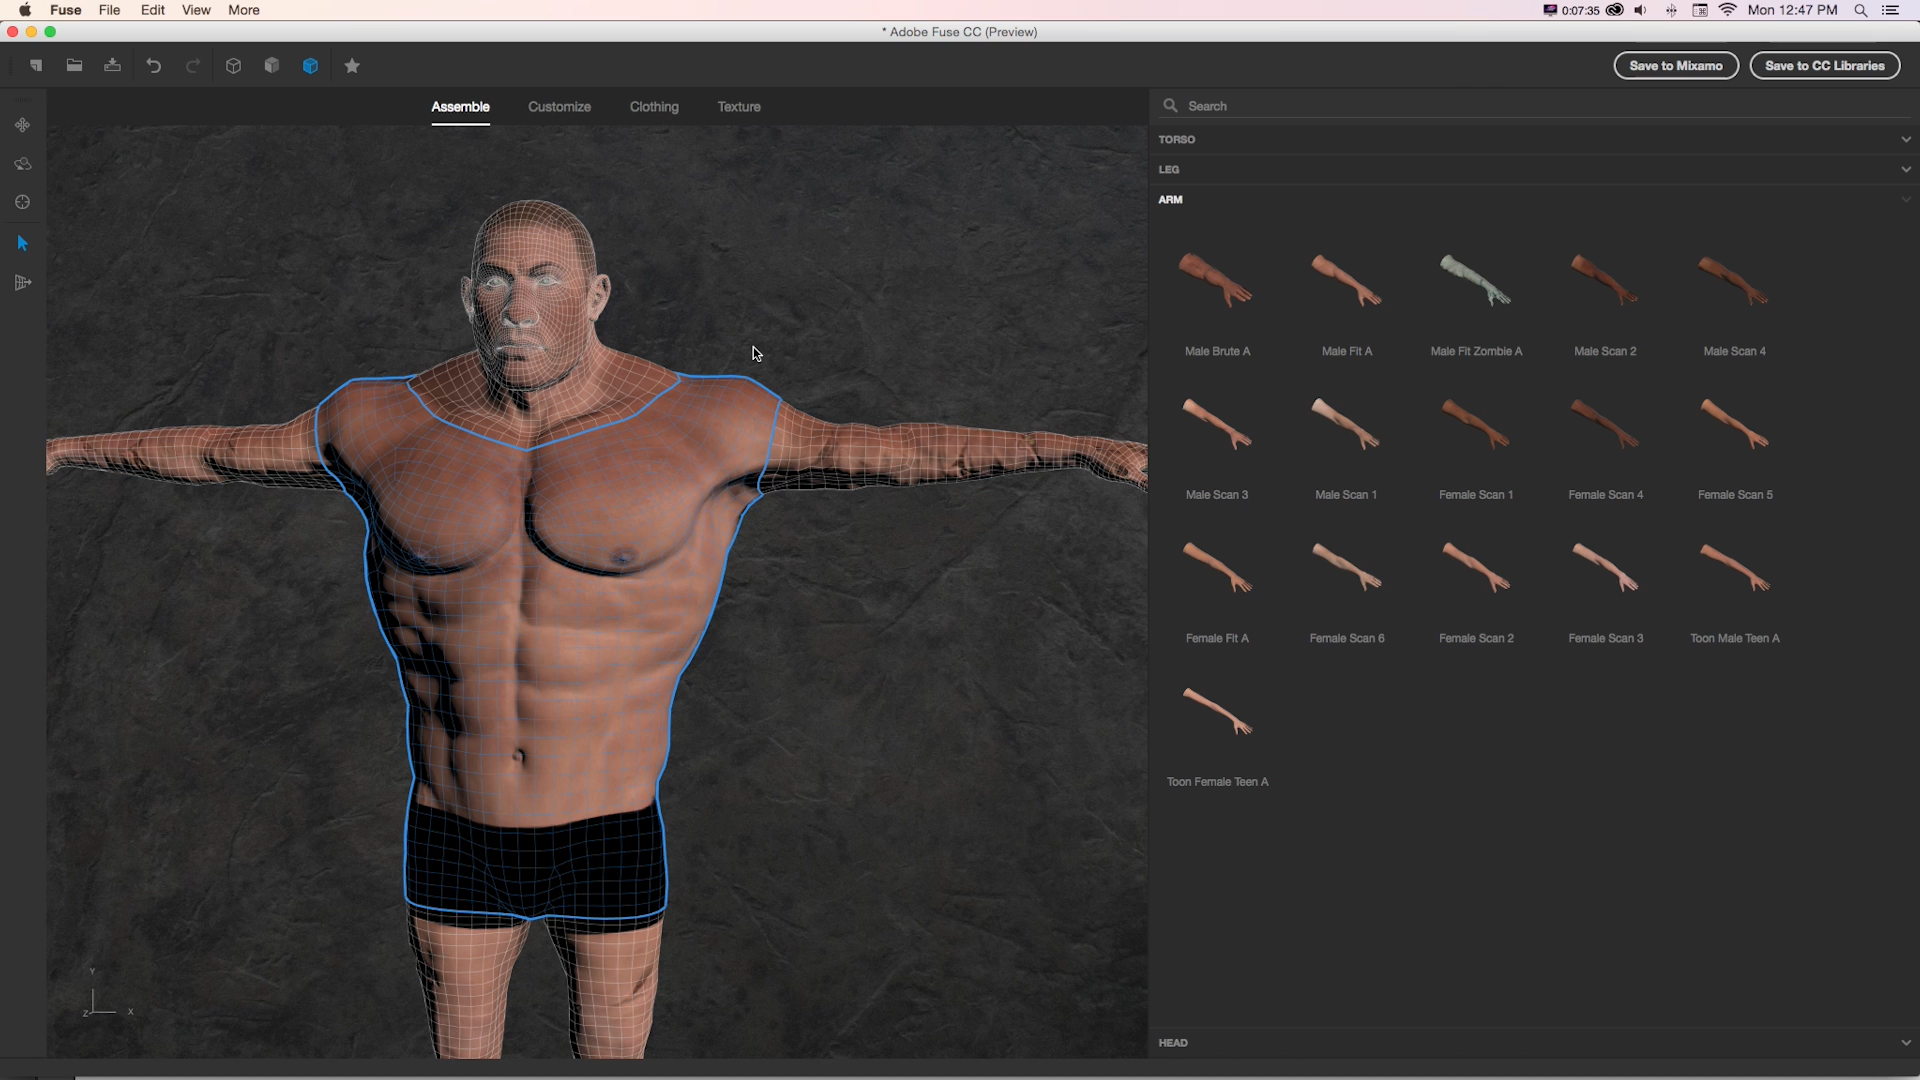 Fuse File Edit View More 0:07:35 Mon 12:47 PM
* Adobe Fuse CC (Preview)
Save to Mixamo Save to CC Libraries
Assemble Customize Clothing Texture
Search
TORSO
LEG
ARM
Male Brute A Male Fit A Male Fit Zombie A Male Scan 2 Male Scan 4
Male Scan 3 Male Scan 1 Female Scan 1 Female Scan 4 Female Scan 5
Female Fit A Female Scan 6 Female Scan 2 Female Scan 3 Toon Male Teen A
Toon Female Teen A
Y
Z X
HEAD